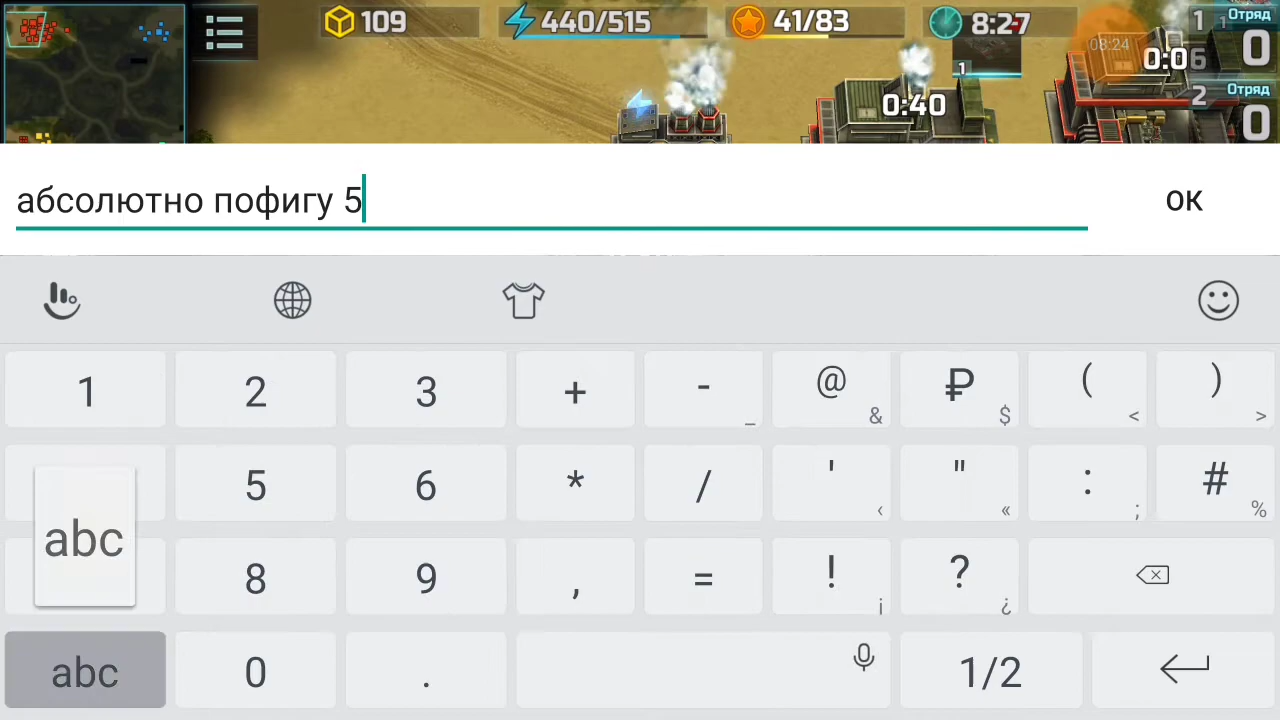 109
440/515
41/83
8:27
08:24
0:06
1
1
Отряд
0
1
0:40
2
Отряд
0
абсолютно пофигу 5
ОК
1 2 3 + - _ @ & ₽ $ ( < ) >
5 6 * / ' ‹ " « : ; # %
abc
8 9 , = ! ¡ ? ¿
abc 0 . 1/2